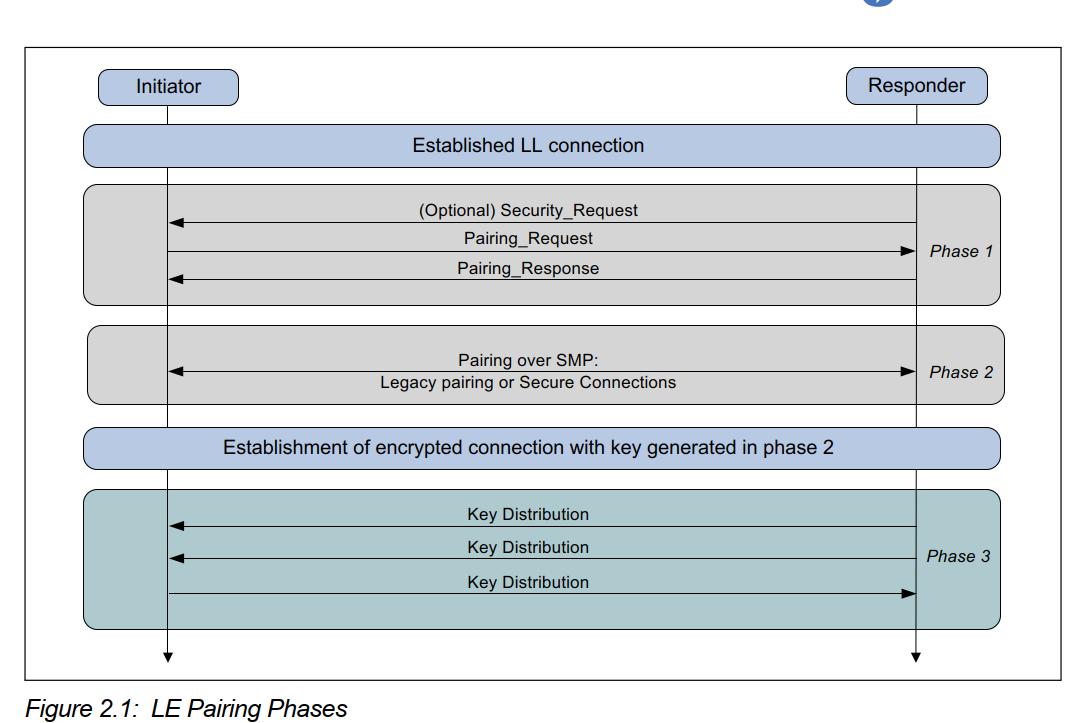 Initiator
Responder
Established LL connection
(Optional) Security_Request
Pairing_Request
Phase 1
Pairing_Response
Pairing over SMP:
Phase 2
Legacy pairing or Secure Connections
Establishment of encrypted connection with key generated in phase 2
Key Distribution
Key Distribution
Phase 3
Key Distribution
Figure 2.1: LE Pairing Phases